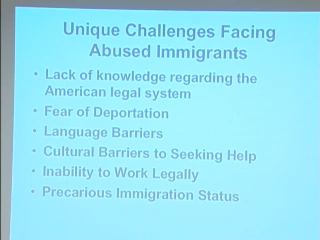 Unique Challenges Facing
Abused Immigrants
• Lack of knowledge regarding the
American legal system
• Fear of Deportation
• Language Barriers
• Cultural Barriers to Seeking Help
• Inability to Work Legally
• Precarious Immigration Status